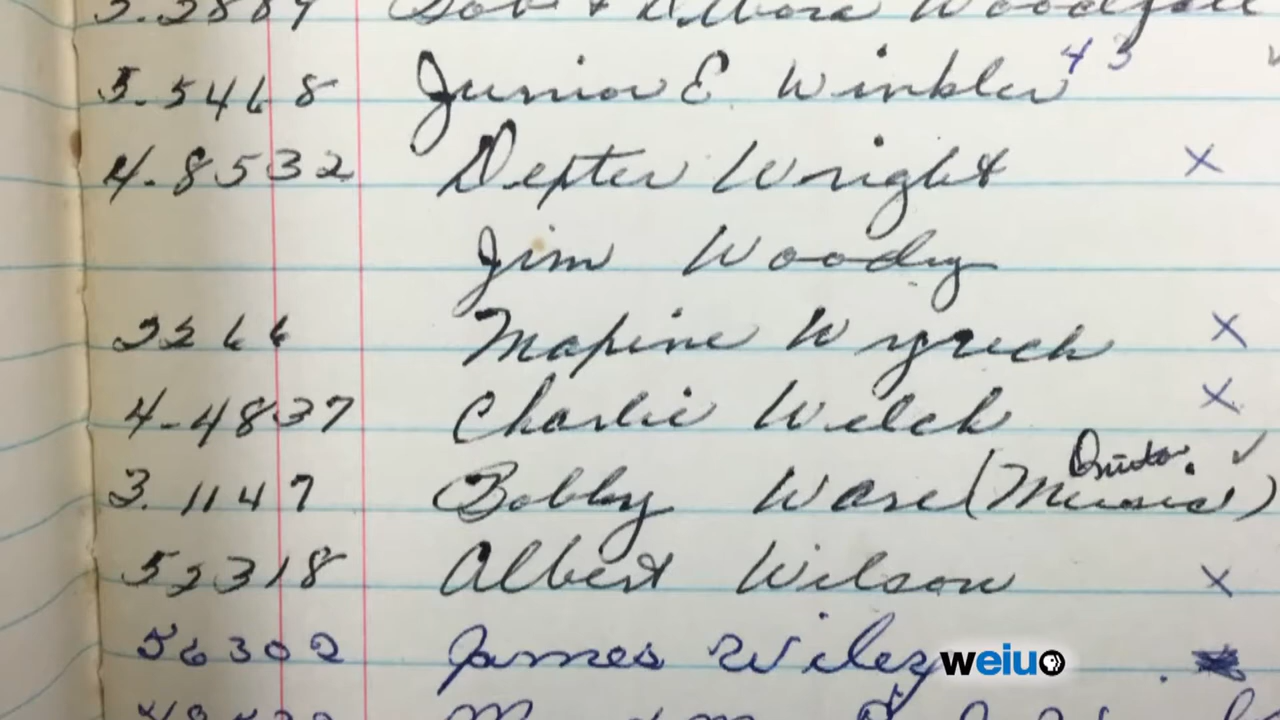 5.5468 Junior E. Winkler 43
4.8532 Dexter Wright ×
Jim Woody
2266 Maxine Wyrick ×
4-4837 Charlie Welch ×
3.1147 Bobby Ware (Music) ✓
52318 Albert Wilson ×
56302 James Wiley
weiu